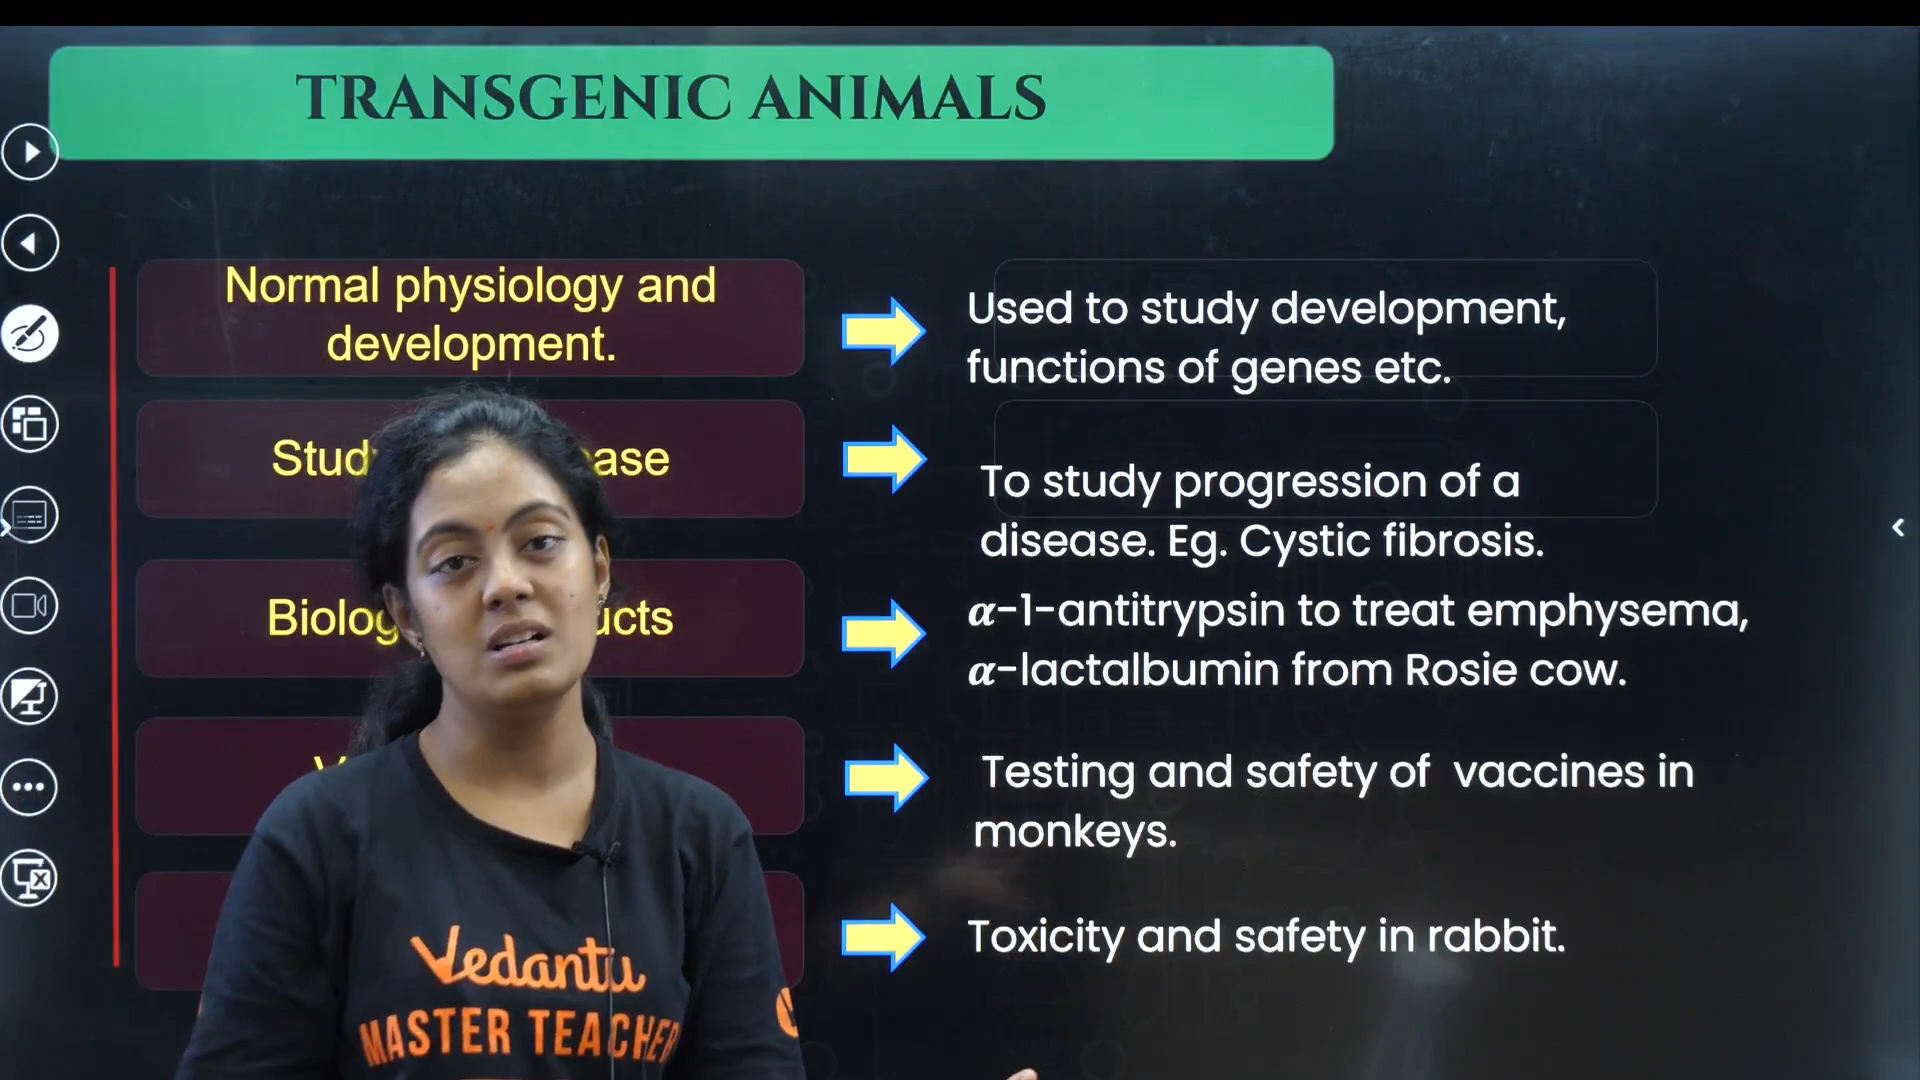 TRANSGENIC ANIMALS
Normal physiology and
development.
Used to study development,
functions of genes etc.
To study progression of a
disease. Eg. Cystic fibrosis.
α-1-antitrypsin to treat emphysema,
α-lactalbumin from Rosie cow.
Testing and safety of vaccines in
monkeys.
Toxicity and safety in rabbit.
Vedantu
MASTER TEACHER